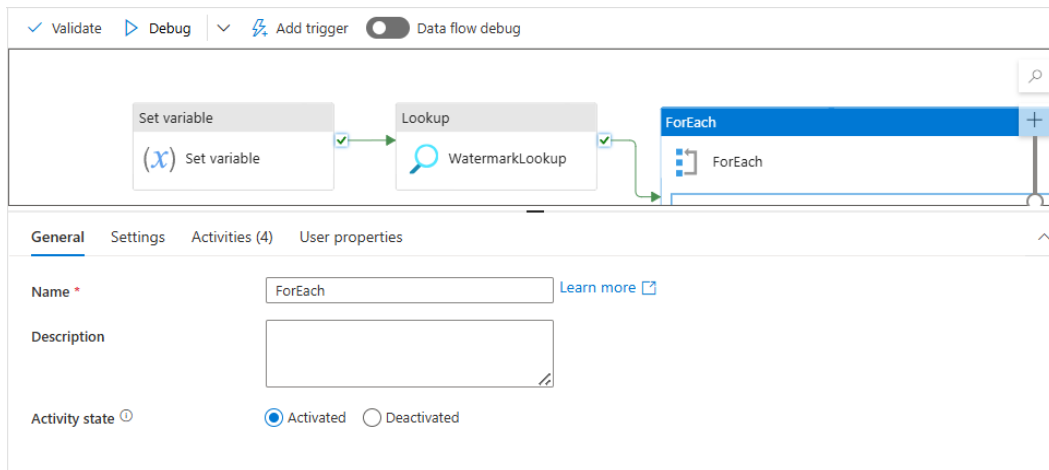 Validate Debug Add trigger Data flow debug
Set variable Lookup ForEach
(x) Set variable WatermarkLookup ForEach
General Settings Activities (4) User properties
Name * ForEach Learn more
Description
Activity state Activated Deactivated